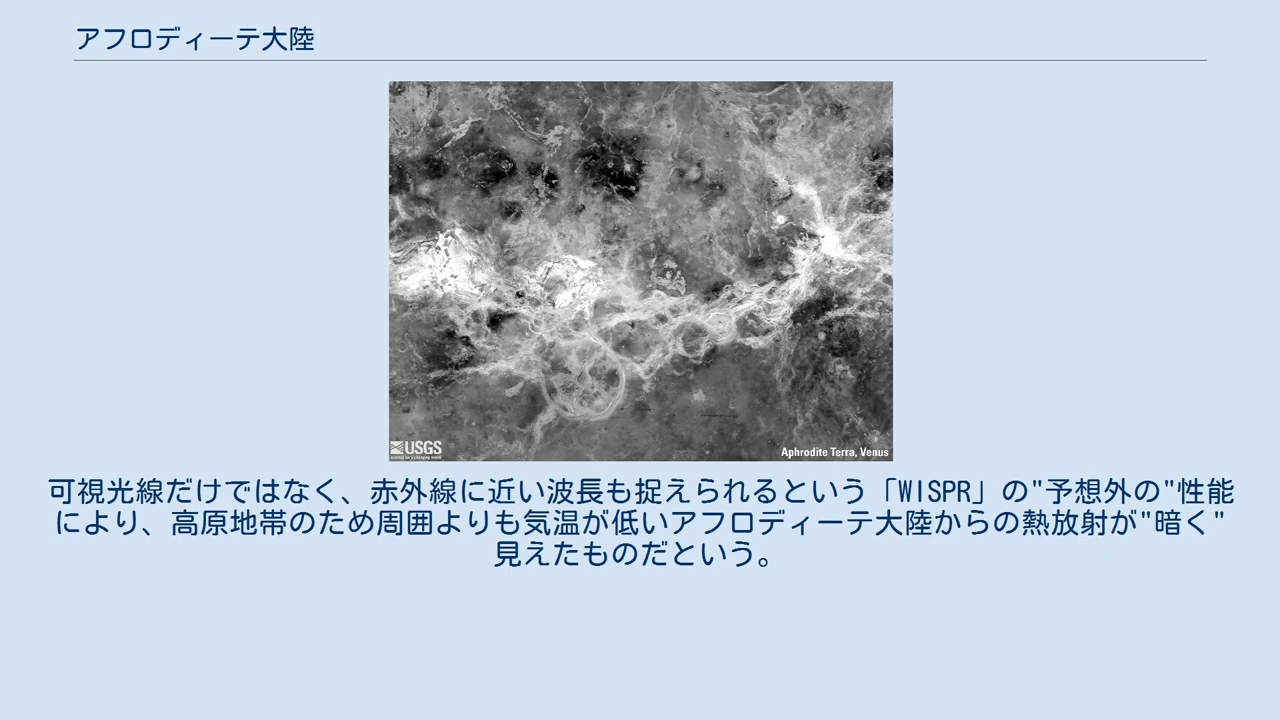 アフロディーテ大陸
USGS
Aphrodite Terra, Venus
可視光線だけではなく、赤外線に近い波長も捉えられるという「WISPR」の"予想外の"性能
により、高原地帯のため周囲よりも気温が低いアフロディーテ大陸からの熱放射が"暗く"
見えたものだという。